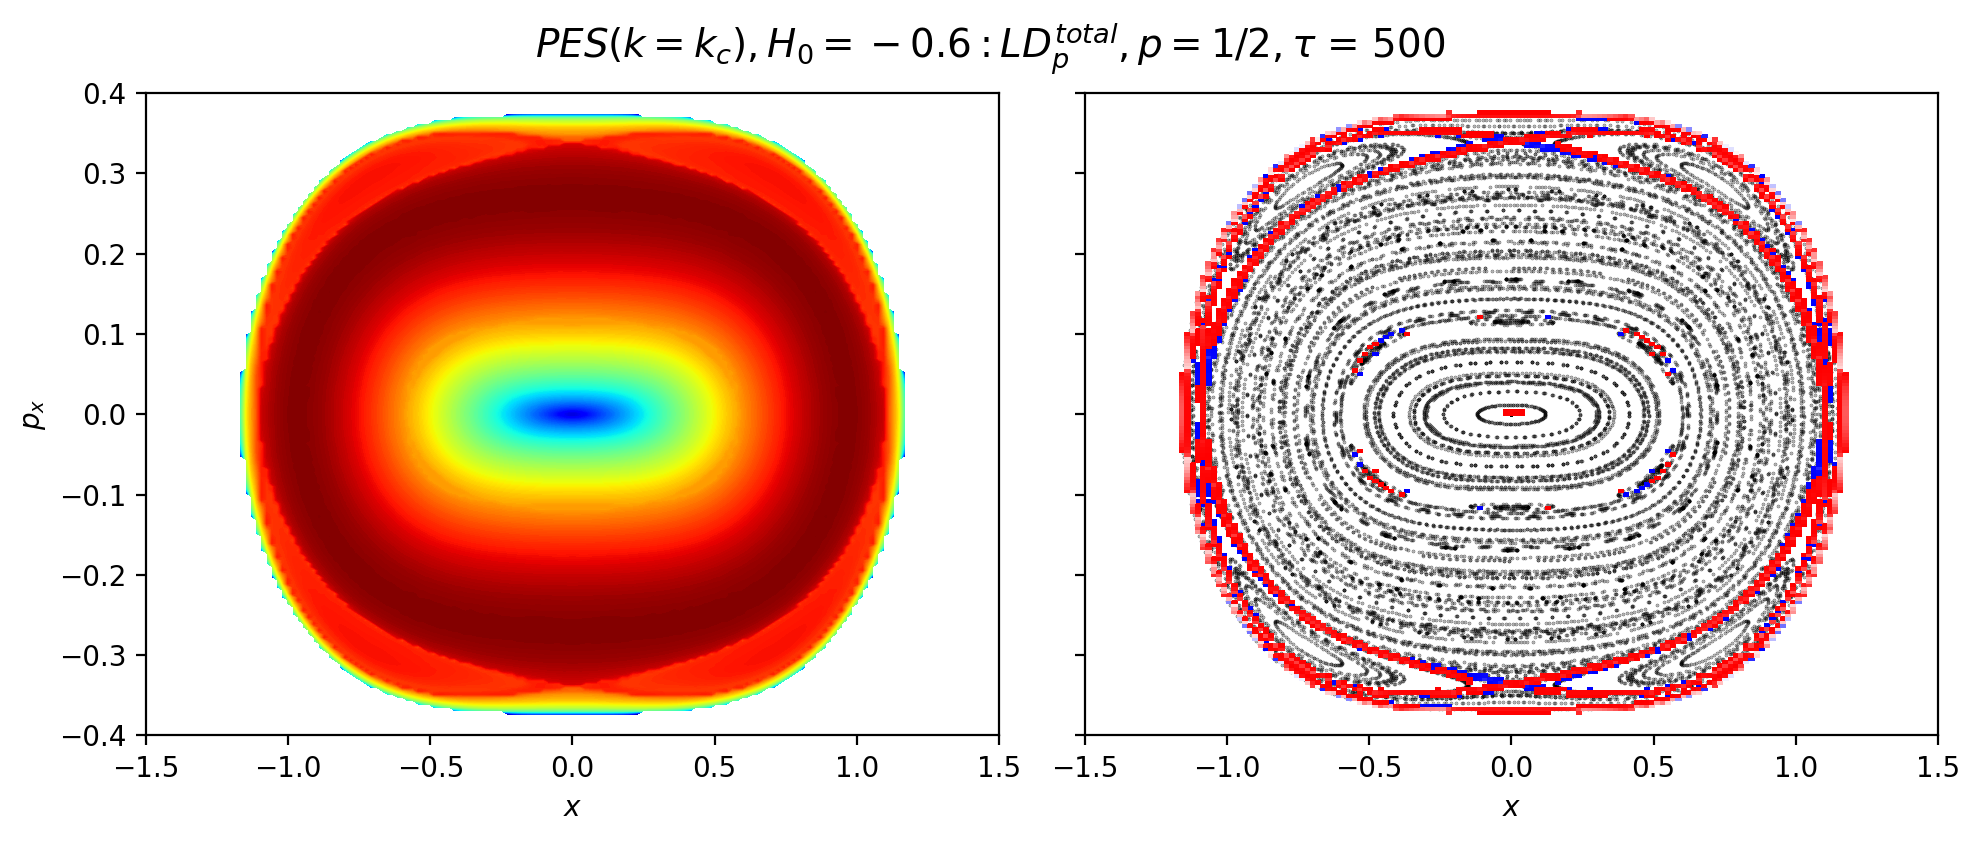 PES(k = k_c), H_0 = −0.6 : LD_p^{total}, p = 1/2, τ = 500
0.4
0.3
0.2
0.1
0.0
−0.1
−0.2
−0.3
−0.4
p_x
−1.5 −1.0 −0.5 0.0 0.5 1.0 1.5
x
−1.5 −1.0 −0.5 0.0 0.5 1.0 1.5
x